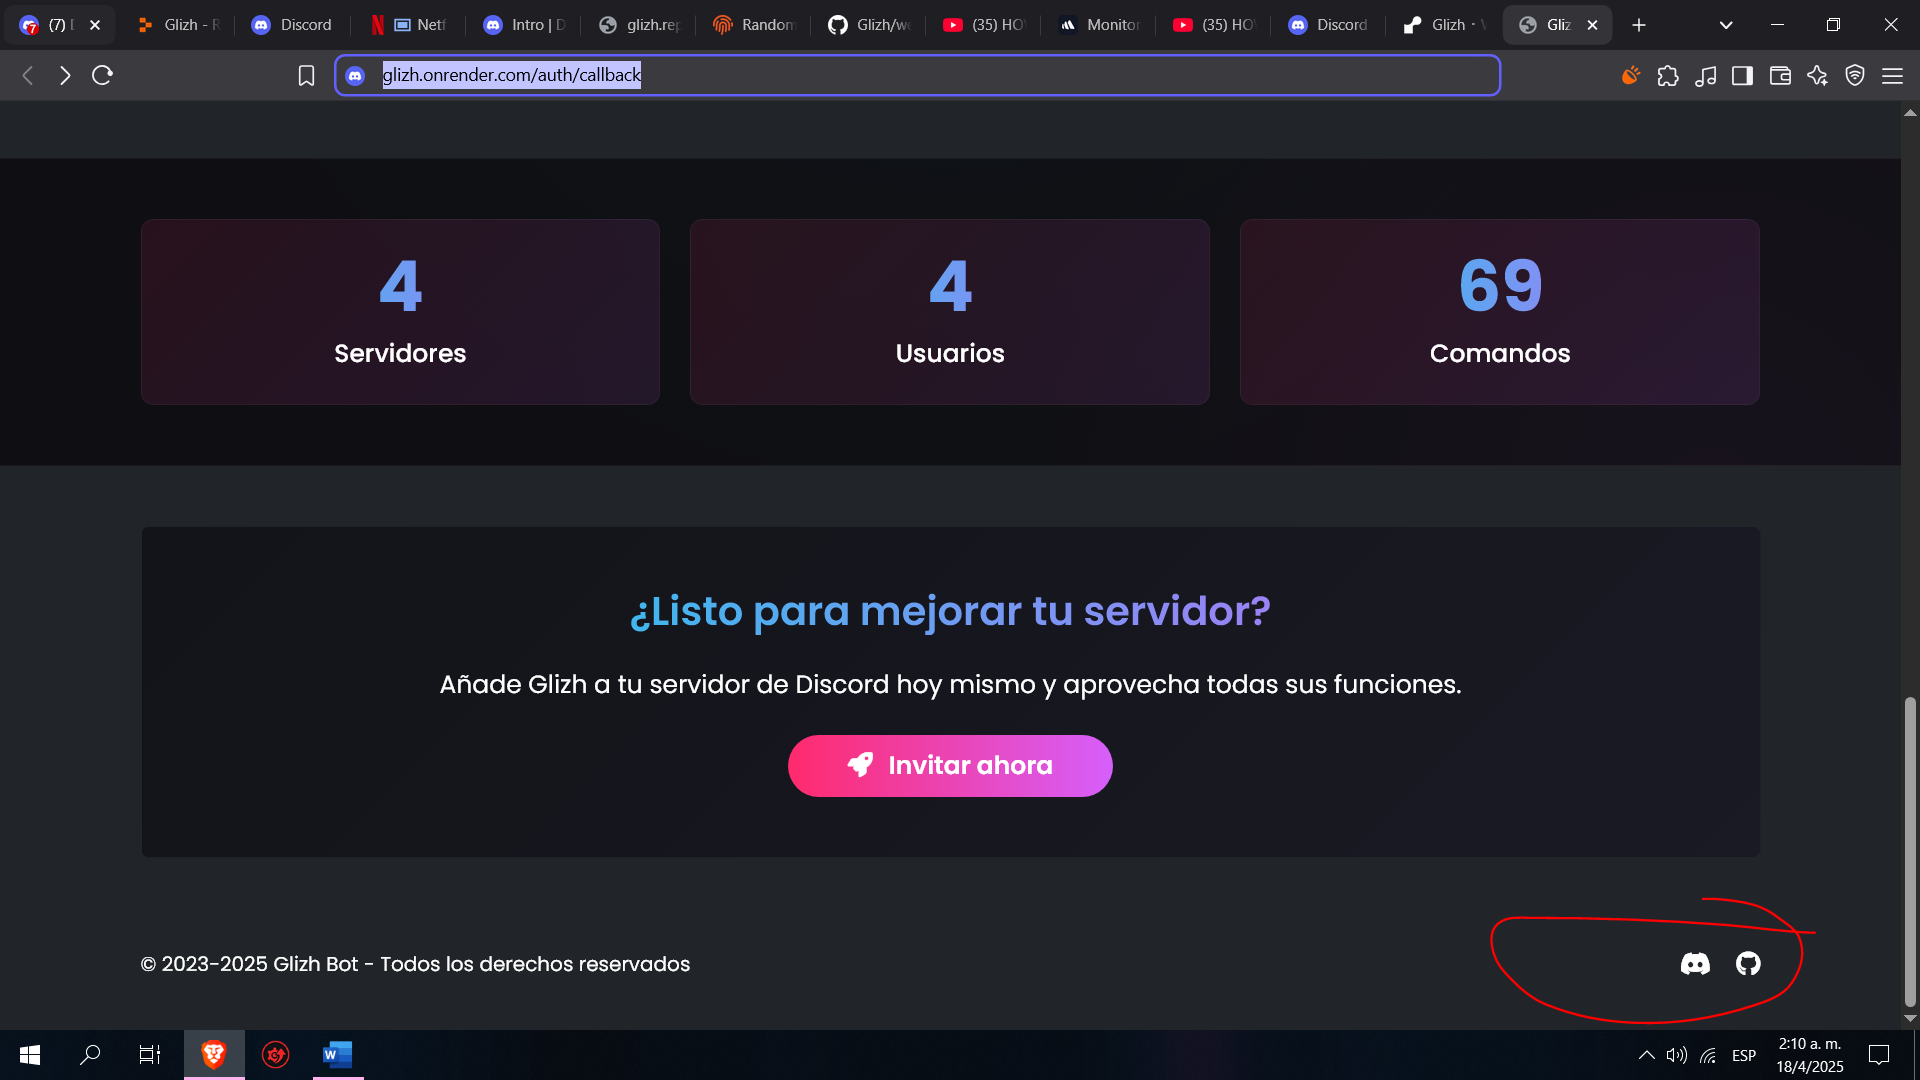 (7) D
Glizh - R
Discord
Netf
Intro | D
glizh.rep
Random
Glizh/we
(35) HOW
Monitor
(35) HOW
Discord
Glizh ·
Gliz
glizh.onrender.com/auth/callback
4
Servidores
4
Usuarios
69
Comandos
¿Listo para mejorar tu servidor?
Añade Glizh a tu servidor de Discord hoy mismo y aprovecha todas sus funciones.
Invitar ahora
© 2023-2025 Glizh Bot - Todos los derechos reservados
ESP
2:10 a. m.
18/4/2025